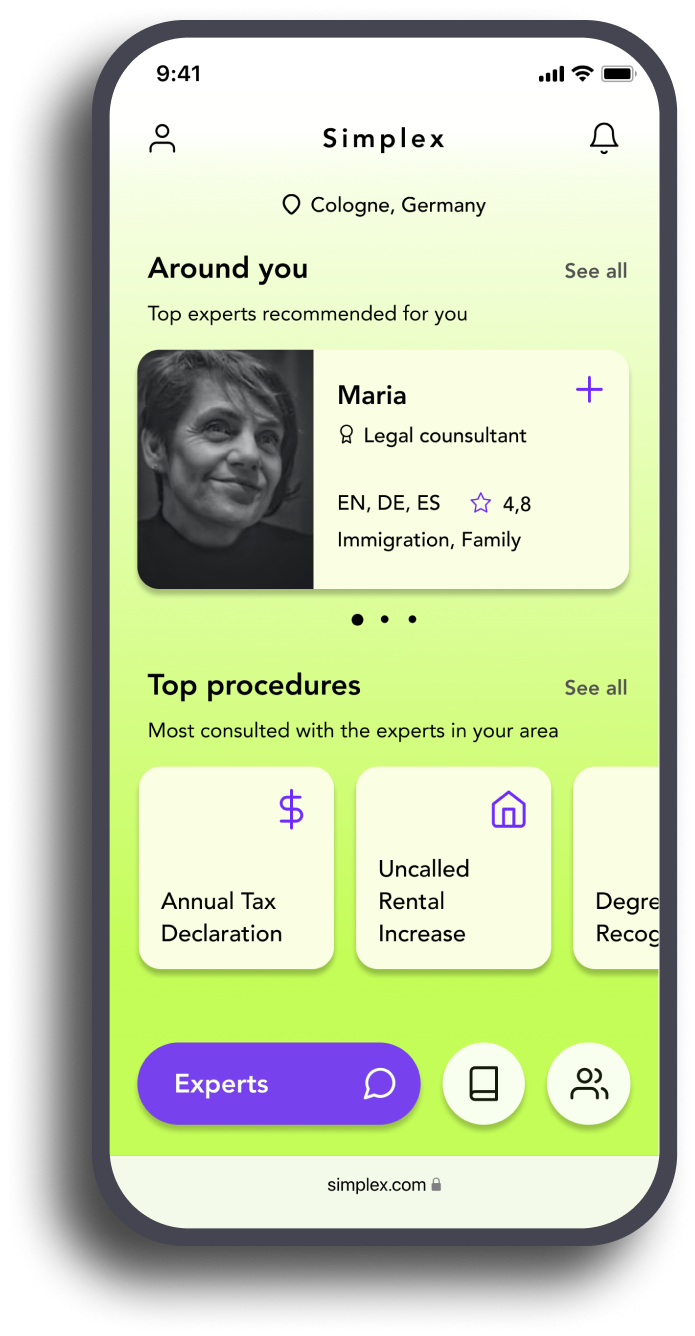 9:41
Simplex
Cologne, Germany
Around you
See all
Top experts recommended for you
Maria
Legal counsultant
EN, DE, ES
4,8
Immigration, Family
Top procedures
See all
Most consulted with the experts in your area
Annual Tax
Declaration
Uncalled
Rental
Increase
Degre
Recog
Experts
simplex.com